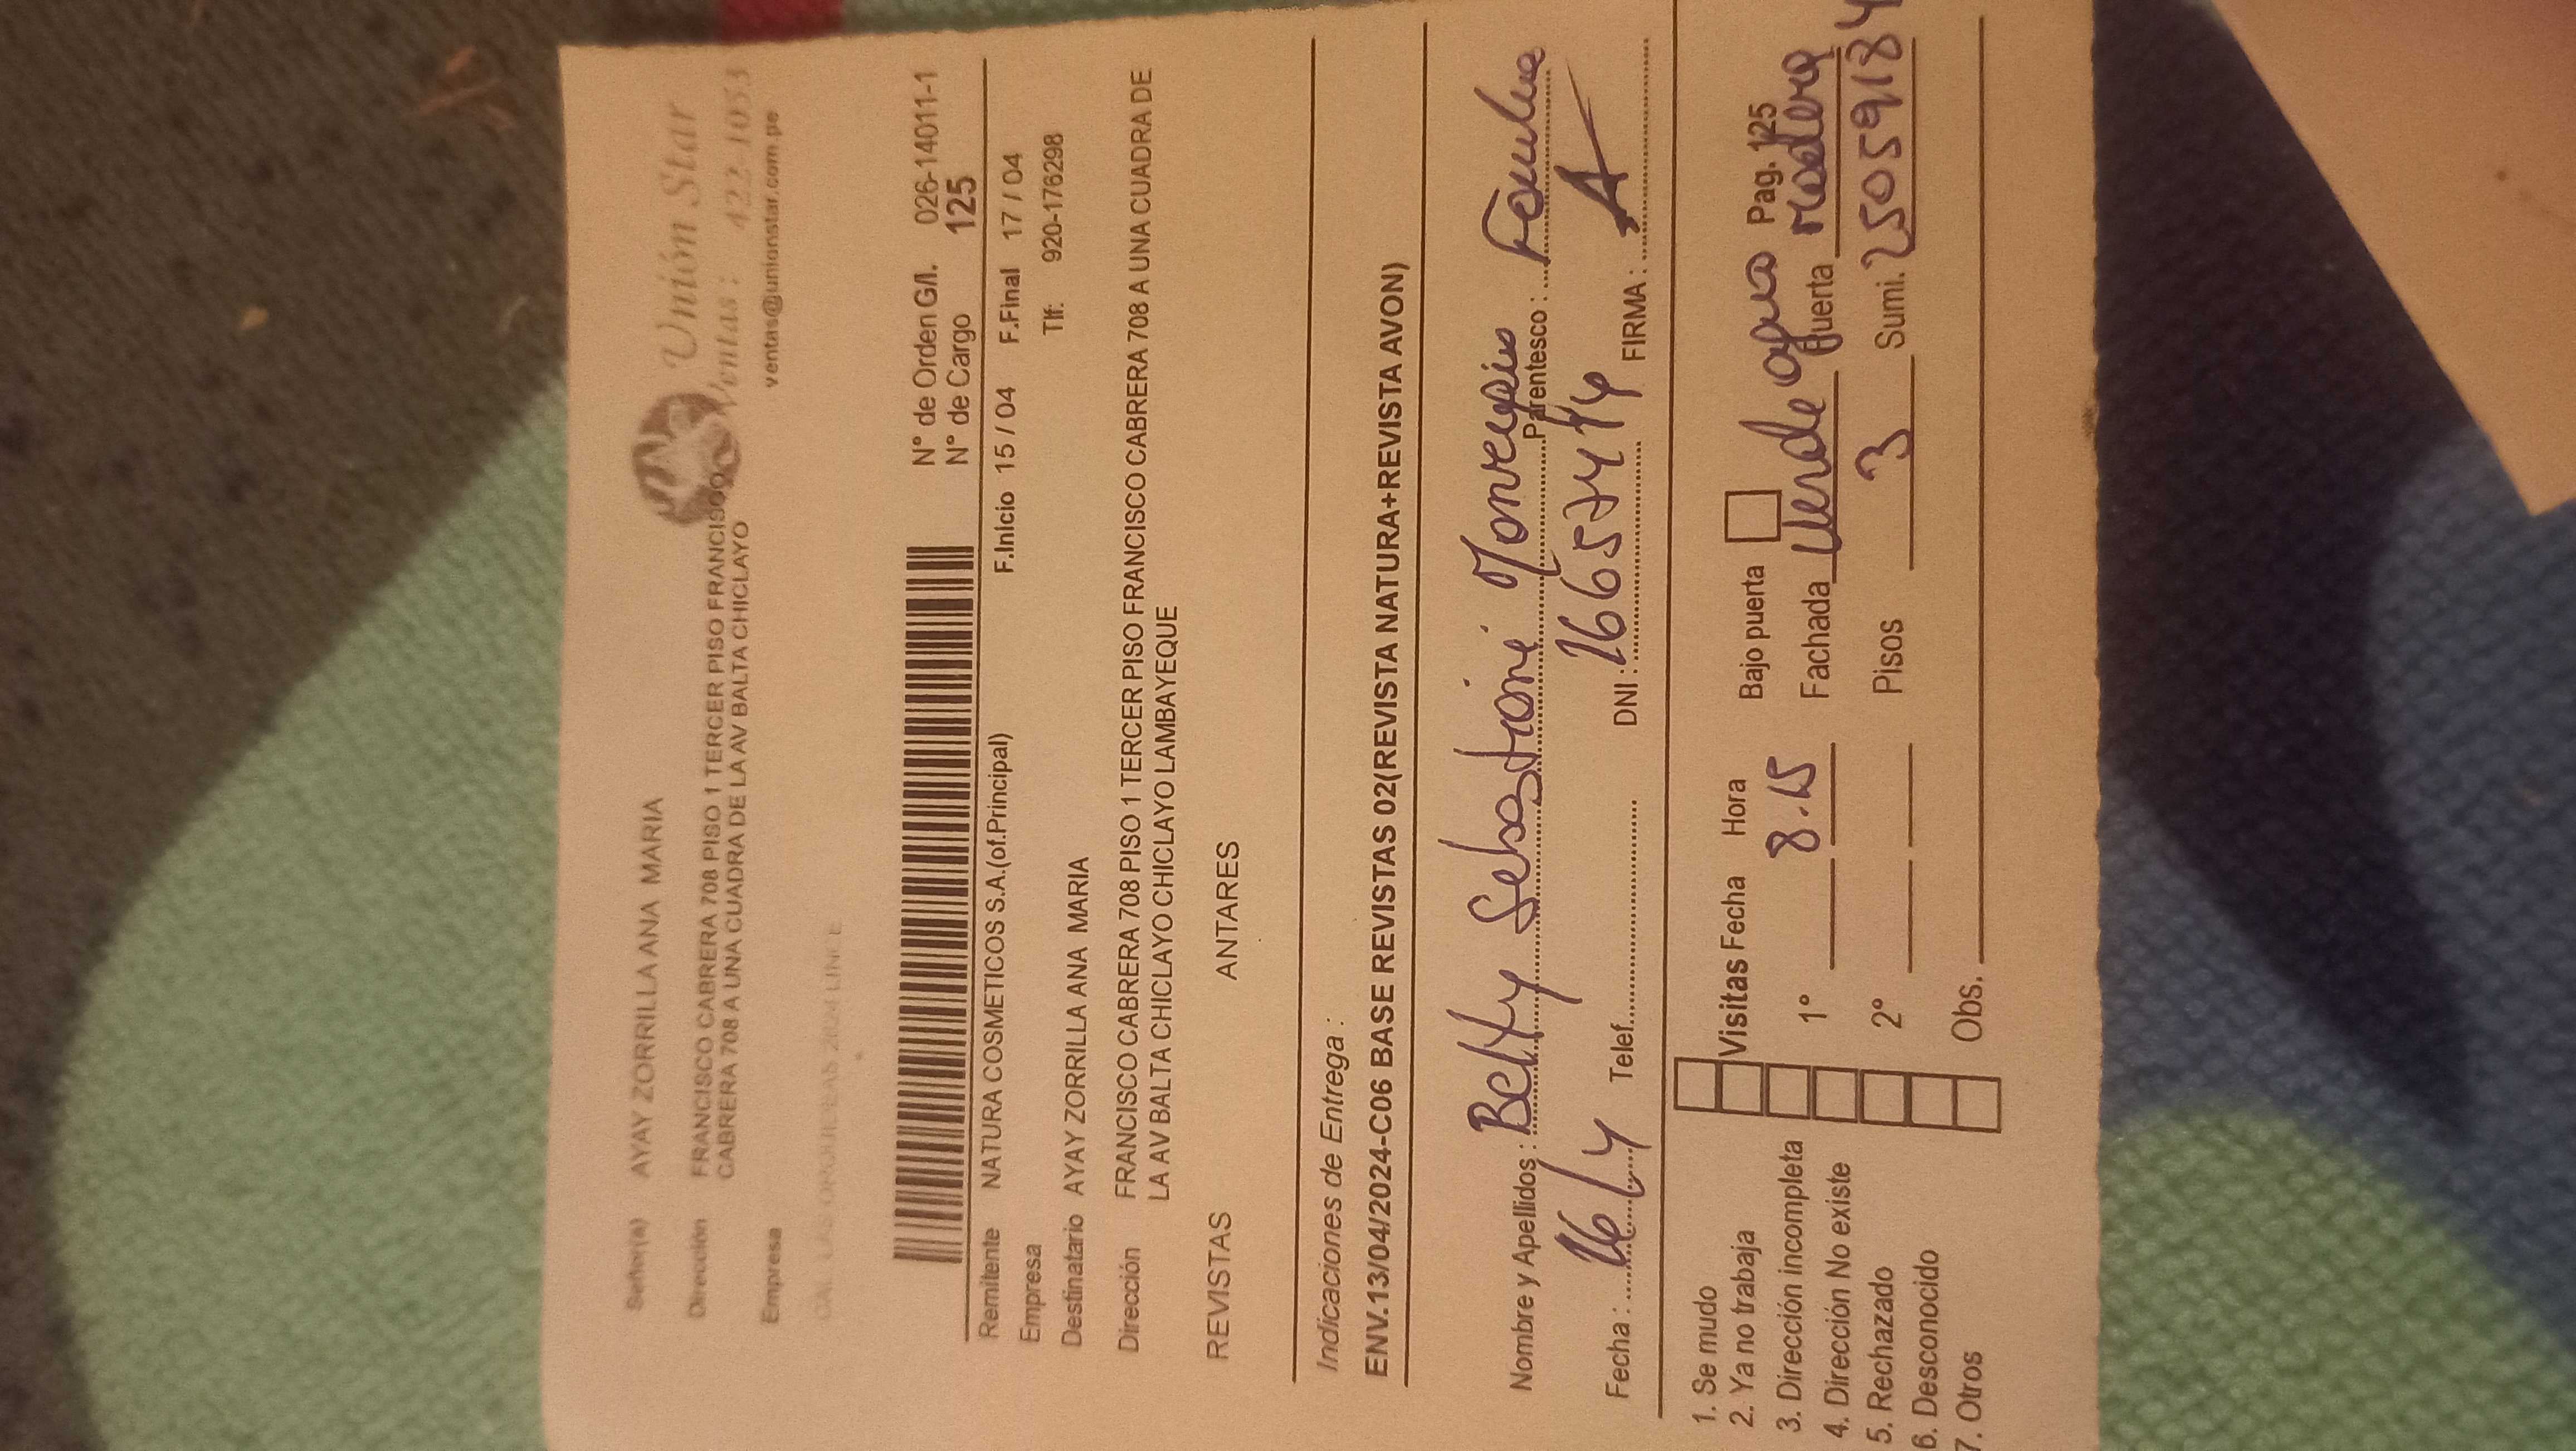 Unión Star
Ventas: 422-1053
ventas@unionstar.com.pe
Señor(a) AYAY ZORRILLA ANA MARIA
Dirección FRANCISCO CABRERA 708 PISO 1 TERCER PISO FRANCISCO
CABRERA 708 A UNA CUADRA DE LA AV BALTA CHICLAYO
Empresa
N° de Orden G/I. 026-14011-1
N° de Cargo 125
Remitente NATURA COSMETICOS S.A.(of.Principal) F.Inicio 15 / 04 F.Final 17 / 04
Empresa Tlf: 920-176298
Destinatario AYAY ZORRILLA ANA MARIA
Dirección FRANCISCO CABRERA 708 PISO 1 TERCER PISO FRANCISCO CABRERA 708 A UNA CUADRA DE
LA AV BALTA CHICLAYO CHICLAYO LAMBAYEQUE
REVISTAS ANTARES
Indicaciones de Entrega :
ENV.13/04/2024-C06 BASE REVISTAS 02(REVISTA NATURA+REVISTA AVON)
Nombre y Apellidos : Betty Sebastiani Parentesco :
Fecha : 16/4 Telef. DNI : FIRMA :
1. Se mudo
2. Ya no trabaja
3. Dirección incompleta
4. Dirección No existe
5. Rechazado
6. Desconocido
7. Otros
Visitas Fecha Hora Bajo puerta Pag. 125
1° 8.15 Fachada Verde agua Puerta madera
2° Pisos 3 Sumi. 25059184
Obs.